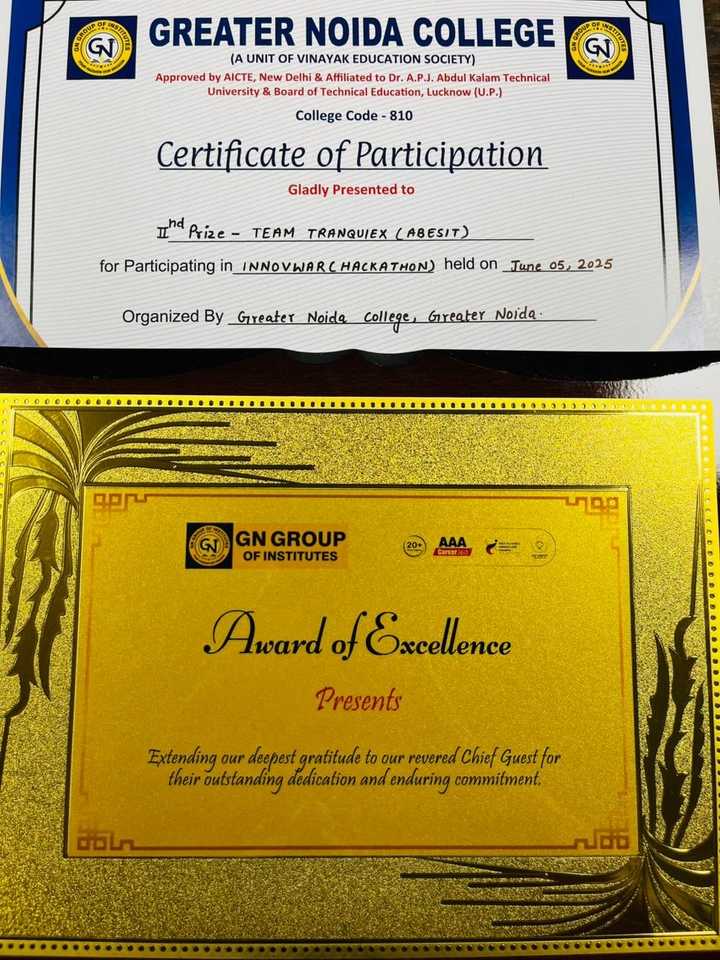 GREATER NOIDA COLLEGE
(A UNIT OF VINAYAK EDUCATION SOCIETY)
Approved by AICTE, New Delhi & Affiliated to Dr. A.P.J. Abdul Kalam Technical
University & Board of Technical Education, Lucknow (U.P.)
College Code - 810
Certificate of Participation
Gladly Presented to
IInd Prize - TEAM TRANQUIEX (ABESIT)
for Participating in INNOVWAR (HACKATHON) held on June 05, 2025
Organized By Greater Noida College, Greater Noida.
GN GROUP
OF INSTITUTES
20+
AAA
Award of Excellence
Presents
Extending our deepest gratitude to our revered Chief Guest for
their outstanding dedication and enduring commitment.